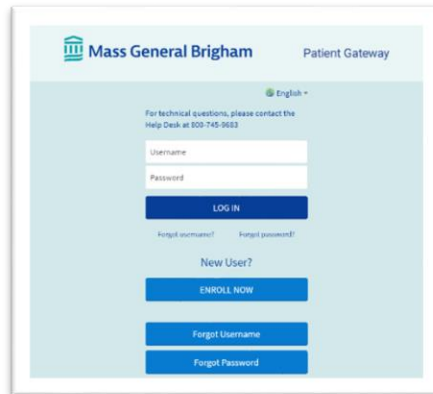 Mass General Brigham Patient Gateway
English
For technical questions, please contact the
Help Desk at 800-745-9683
Username
Password
LOG IN
Forgot username? Forgot password?
New User?
ENROLL NOW
Forgot Username
Forgot Password